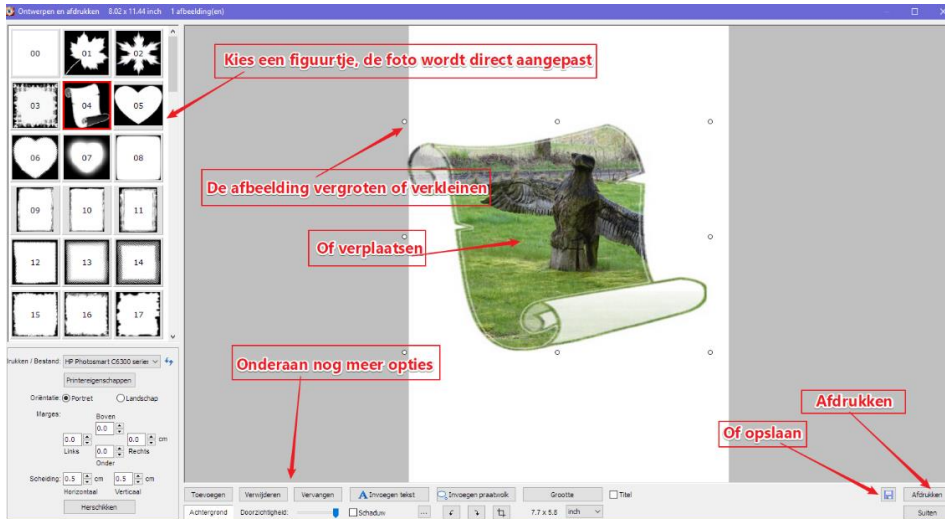 Ontwerpen en afdrukken 8.02 x 11.44 inch 1 afbeelding(en)
00 01 02
03 04 05
06 07 08
09 10 11
12 13 14
15 16 17
Kies een figuurtje, de foto wordt direct aangepast
De afbeelding vergroten of verkleinen
Of verplaatsen
Onderaan nog meer opties
Afdrukken
Of opslaan
rukken / Bestand: HP Photosmart C6300 series
Printereigenschappen
Oriëntatie: Portret Landschap
Marges: Boven
0.0
0.0 0.0 cm
Links 0.0 Rechts
Onder
Scheiding: 0.5 cm 0.5 cm
Horizontaal Verticaal
Herschikken
Toevoegen Verwijderen Vervangen Invoegen tekst Invoegen praatwolk Grootte Titel Afdrukken
Achtergrond Doorzichtigheid: Schaduw ... 7.7 x 5.8 inch Sluiten